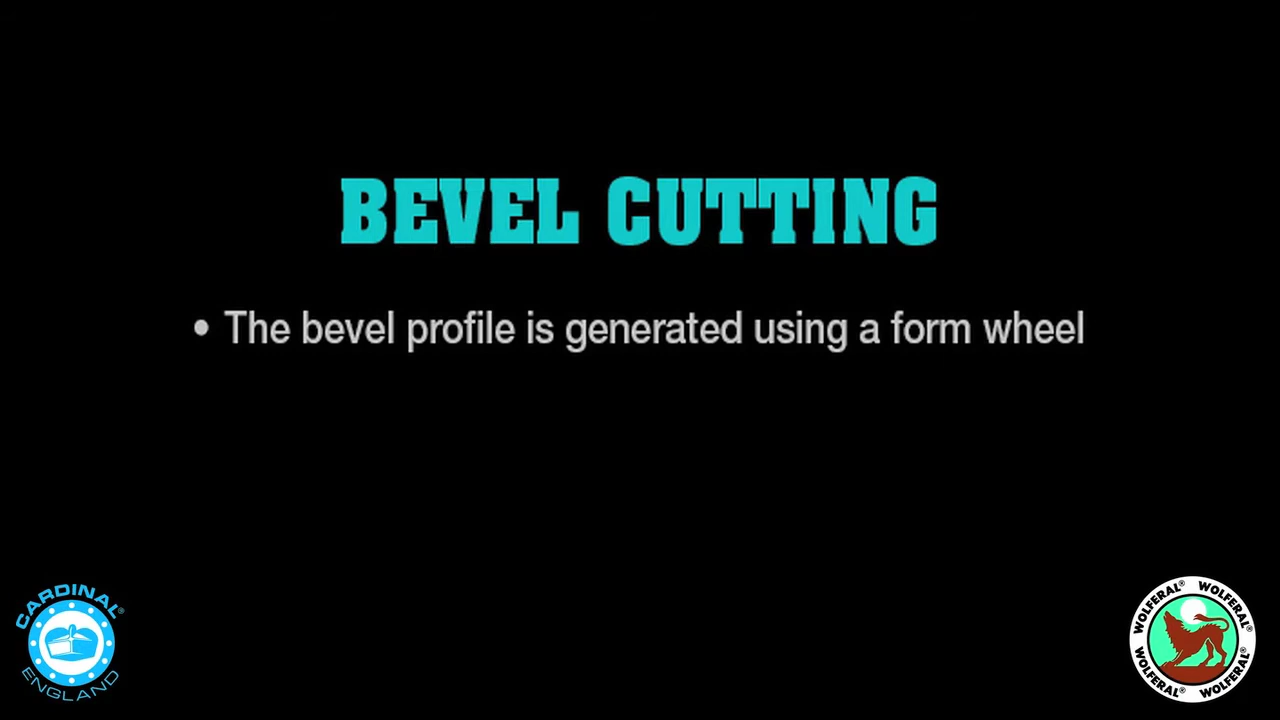 BEVEL CUTTING
• The bevel profile is generated using a form wheel
CARDINAL®
ENGLAND
WOLFERAL® WOLFERAL®
WOLFERAL® WOLFERAL®